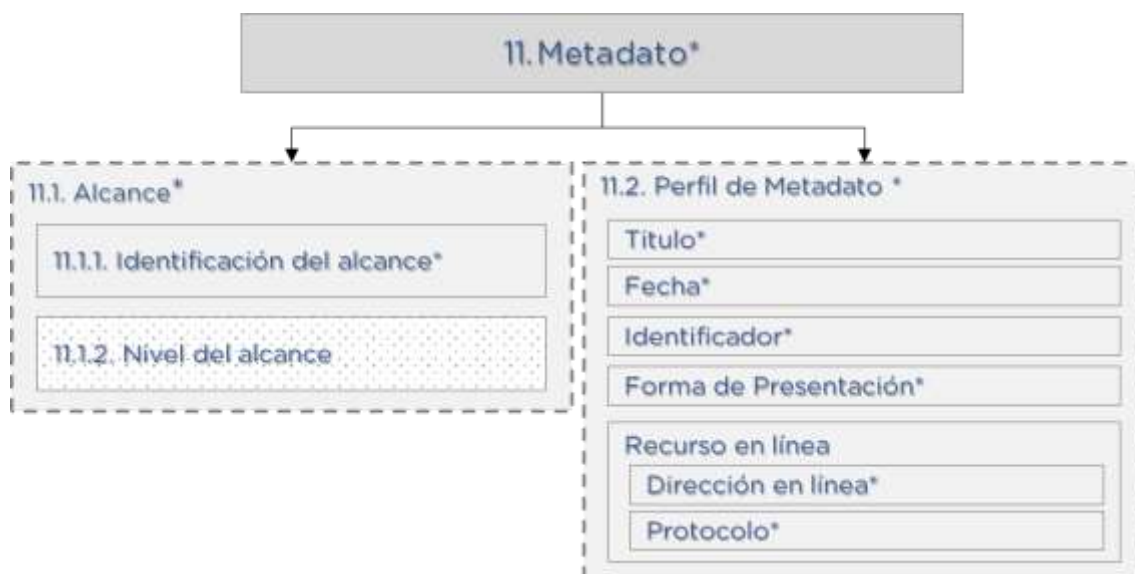 11. Metadato*
11.1. Alcance*
11.1.1. Identificación del alcance*
11.1.2. Nivel del alcance
11.2. Perfil de Metadato *
Título*
Fecha*
Identificador*
Forma de Presentación*
Recurso en línea
Dirección en línea*
Protocolo*